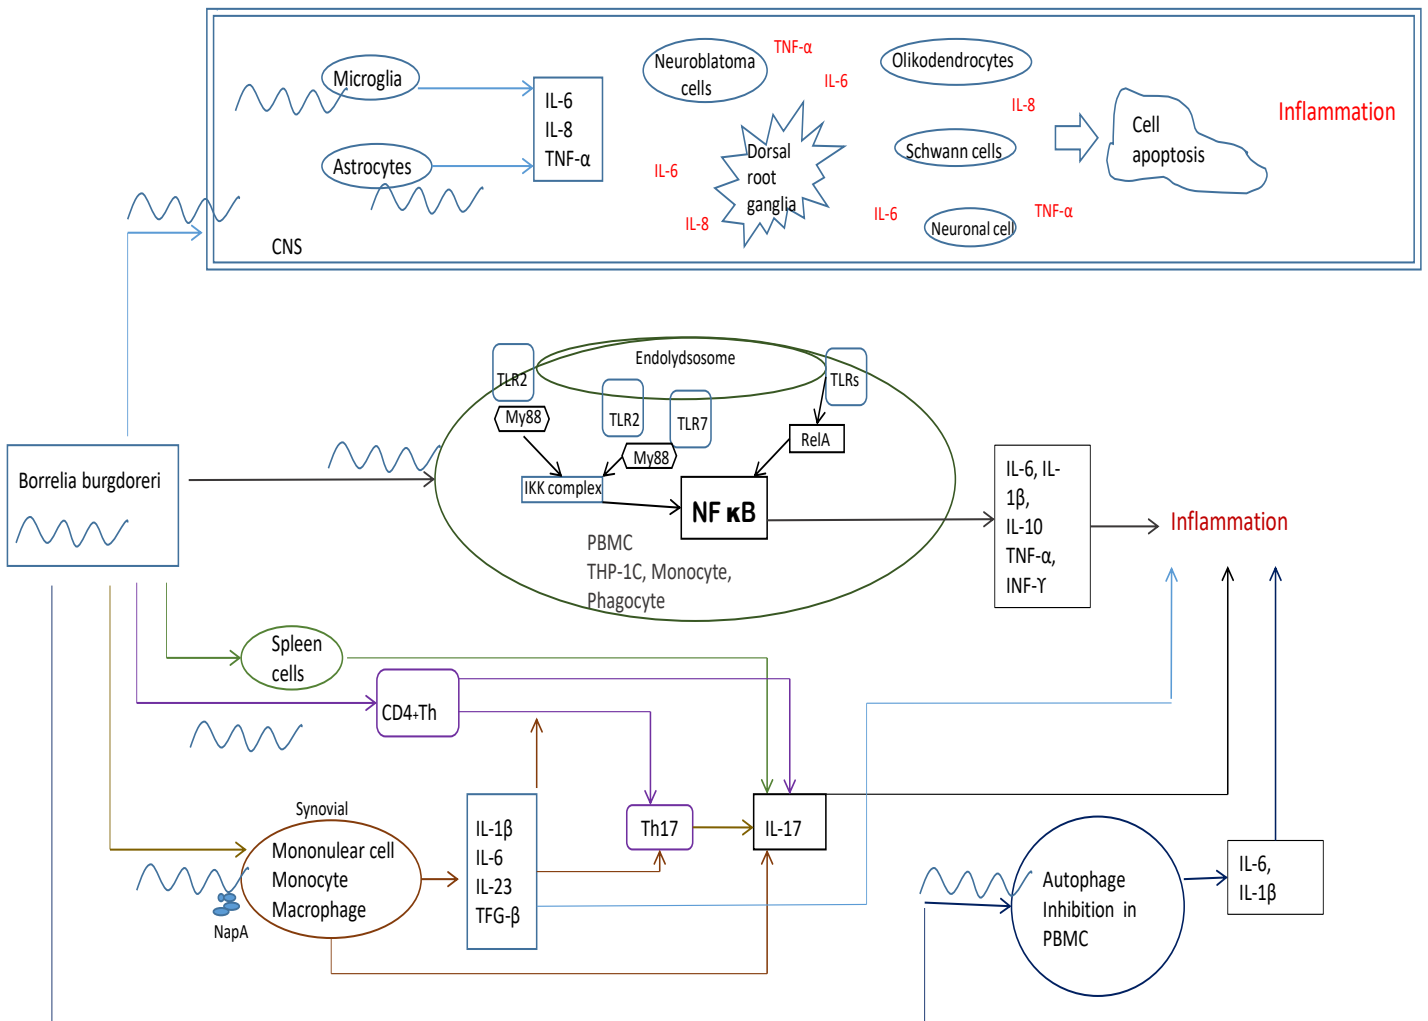 Microglia
Astrocytes
IL-6
IL-8
TNF-α
CNS
Neuroblatoma
cells
TNF-α
IL-6
Dorsal
root
ganglia
IL-6
IL-8
Olikodendrocytes
IL-8
Schwann cells
IL-6
TNF-α
Neuronal cell
Cell
apoptosis
Inflammation
Borrelia burgdoreri
Endolydsosome
TLR2
My88
TLR2
TLR7
My88
TLRs
RelA
IKK complex
NF κB
PBMC
THP-1C, Monocyte,
Phagocyte
IL-6, IL-
1β,
IL-10
TNF-α,
INF-ϒ
Inflammation
Spleen
cells
CD4+Th
Synovial
Mononulear cell
Monocyte
Macrophage
NapA
IL-1β
IL-6
IL-23
TFG-β
Th17
IL-17
Autophage
Inhibition in
PBMC
IL-6,
IL-1β